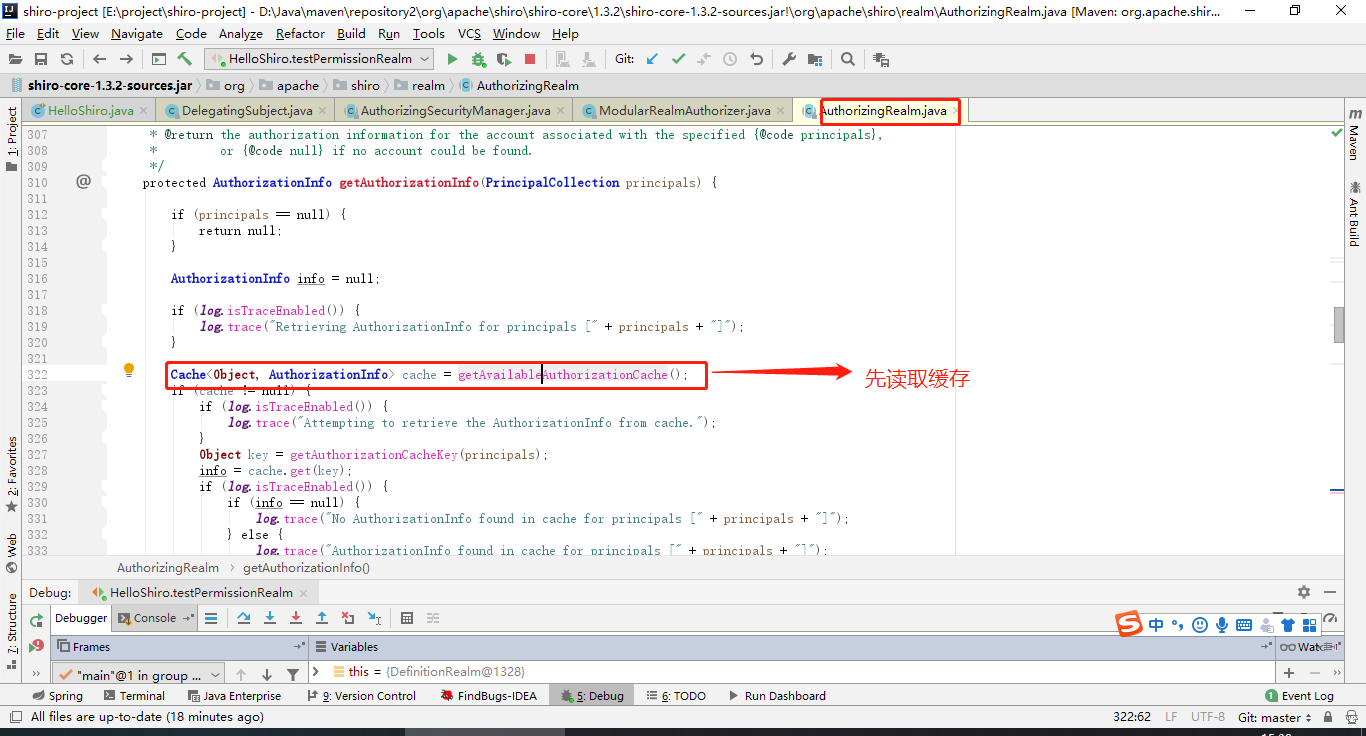 shiro-project [E:\project\shiro-project] - D:\Java\maven\repository2\org\apache\shiro\shiro-core\1.3.2\shiro-core-1.3.2-sources.jar!\org\apache\shiro\realm\AuthorizingRealm.java [Maven: org.apache.shir...
File Edit View Navigate Code Analyze Refactor Build Run Tools VCS Window Help
HelloShiro.testPermissionRealm Git:
shiro-core-1.3.2-sources.jar org apache shiro realm AuthorizingRealm
HelloShiro.java DelegatingSubject.java AuthorizingSecurityManager.java ModularRealmAuthorizer.java AuthorizingRealm.java
1: Project
2: Favorites
Web
7: Structure
m
Maven
Ant Build
307 * @return the authorization information for the account associated with the specified {@code principals},
308 * or {@code null} if no account could be found.
309 */
310 @ protected AuthorizationInfo getAuthorizationInfo(PrincipalCollection principals) {
311
312 if (principals == null) {
313 return null;
314 }
315
316 AuthorizationInfo info = null;
317
318 if (log.isTraceEnabled()) {
319 log.trace("Retrieving AuthorizationInfo for principals [" + principals + "]");
320 }
321
322 Cache<Object, AuthorizationInfo> cache = getAvailableAuthorizationCache();
先读取缓存
323 if (cache != null) {
324 if (log.isTraceEnabled()) {
325 log.trace("Attempting to retrieve the AuthorizationInfo from cache.");
326 }
327 Object key = getAuthorizationCacheKey(principals);
328 info = cache.get(key);
329 if (log.isTraceEnabled()) {
330 if (info == null) {
331 log.trace("No AuthorizationInfo found in cache for principals [" + principals + "]");
332 } else {
333 log.trace("AuthorizationInfo found in cache for principals [" + principals + "]");
AuthorizingRealm getAuthorizationInfo()
Debug: HelloShiro.testPermissionRealm
Debugger Console
中
Frames Variables
"main"@1 in group ... this = {DefinitionRealm@1328}
Spring Terminal Java Enterprise 9: Version Control FindBugs-IDEA 5: Debug 6: TODO Run Dashboard 1 Event Log
All files are up-to-date (18 minutes ago) 322:62 LF UTF-8 Git: master